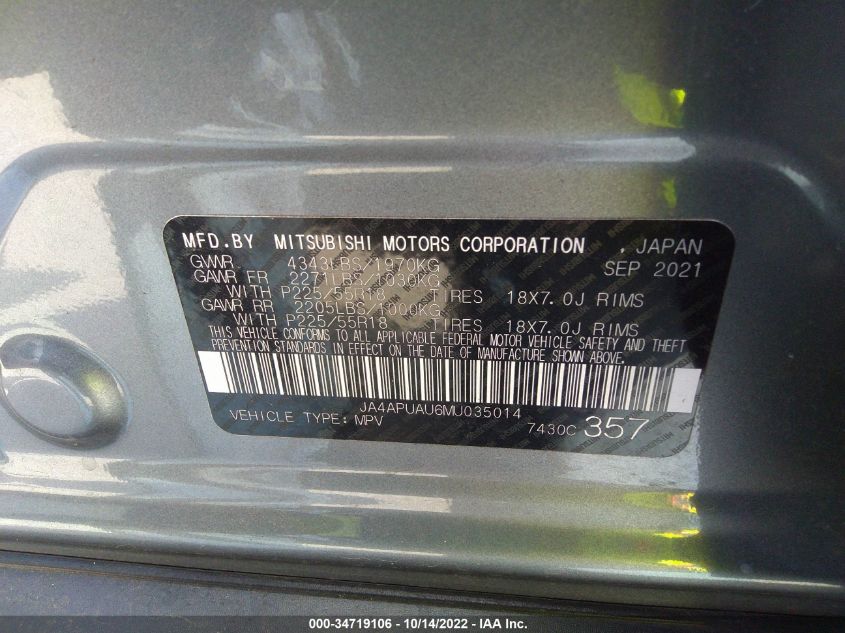 MFD.BY MITSUBISHI MOTORS CORPORATION . JAPAN
GVWR 4343LBS/1970KG SEP 2021
GAWR FR 2271LBS/1030KG
WITH P225/55R18 TIRES 18X7.0J RIMS
GAWR RR 2205LBS/1000KG
WITH P225/55R18 TIRES 18X7.0J RIMS
THIS VEHICLE CONFORMS TO ALL APPLICABLE FEDERAL MOTOR VEHICLE SAFETY AND THEFT
PREVENTION STANDARDS IN EFFECT ON THE DATE OF MANUFACTURE SHOWN ABOVE.
JA4APUAU6MU035014
VEHICLE TYPE: MPV 7430C 357
000-34719106 - 10/14/2022 - IAA Inc.